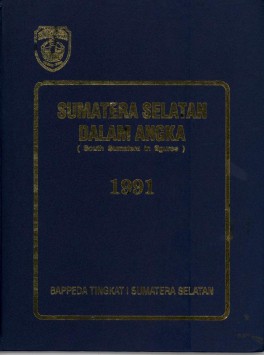 SUMATERA SELATAN
DALAM ANGKA
( South Sumatera in figures )
1991
BAPPEDA TINGKAT I SUMATERA SELATAN